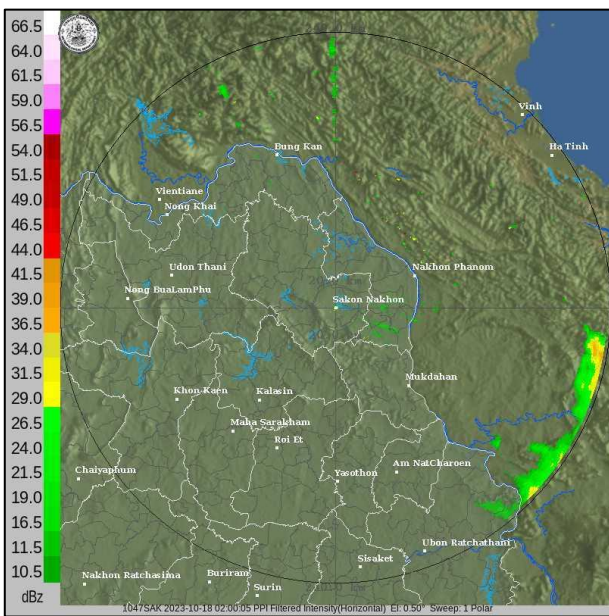 66.5
64.0
61.5
59.0
56.5
54.0
51.5
49.0
46.5
44.0
41.5
39.0
36.5
34.0
31.5
29.0
26.5
24.0
21.5
19.0
16.5
13.0
10.5
dBz
Vinh
Ha Tinh
Bung Kan
Vientiane
Nong Khai
Udon Thani
Nakhon Phanom
Nong BuaLamPhu
Sakon Nakhon
Mukdahan
Khon Kaen
Kalasin
Maha Sarakham
Roi Et
Chaiyaphum
Yasothon
Am NatCharoen
Ubon Ratchathani
Sisaket
Nakhon Ratchasima
Buriram
Surin
1047SAK 2023-10-18 02:00:05 PPI Filtered Intensity(Horizontal) El: 0.50° Sweep: 1 Polar